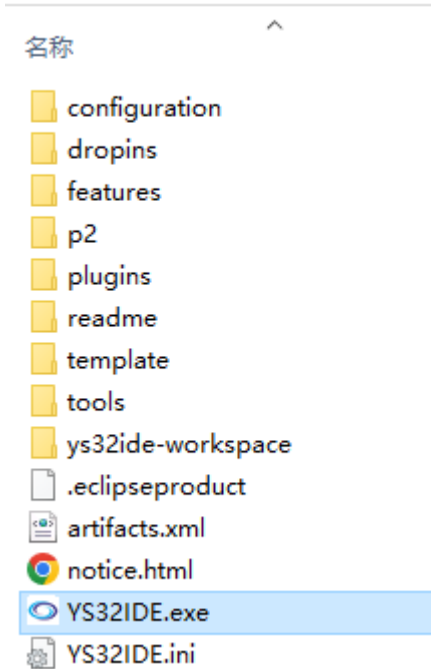 名称
configuration
dropins
features
p2
plugins
readme
template
tools
ys32ide-workspace
.eclipseproduct
artifacts.xml
notice.html
YS32IDE.exe
YS32IDE.ini